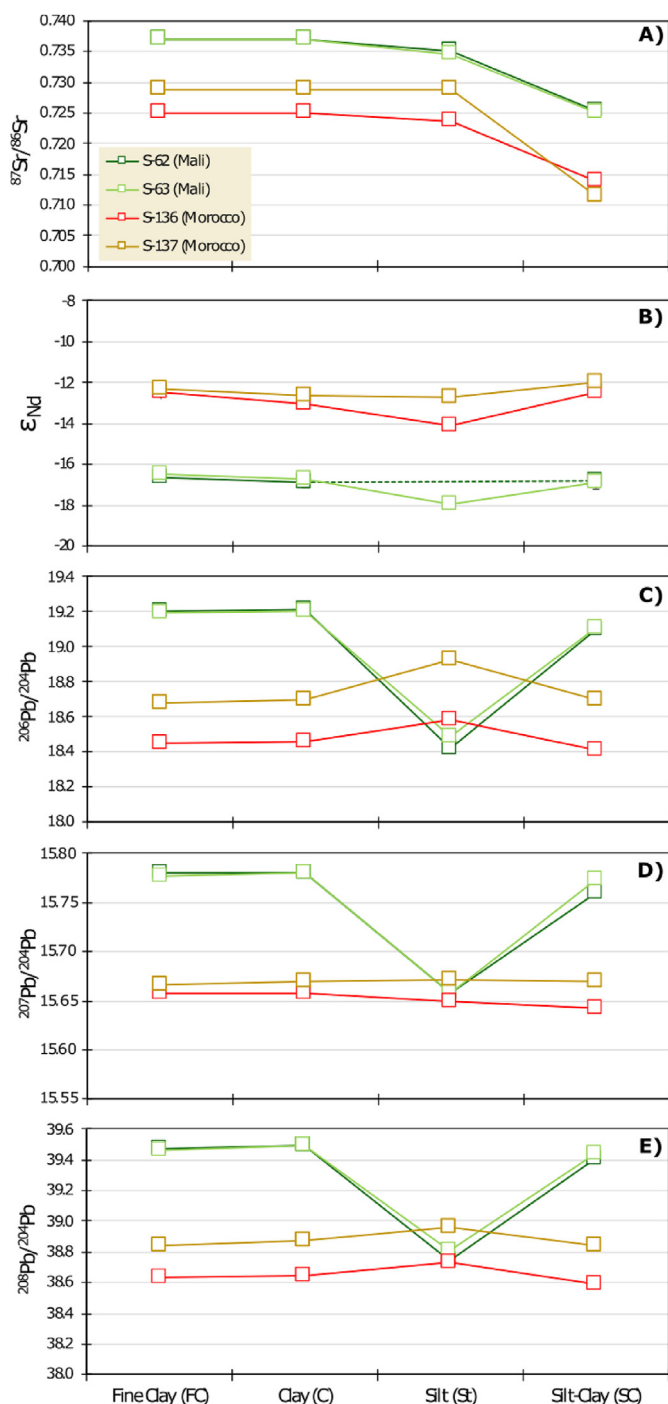 0.740
A)
0.735
0.730
0.725
0.720
0.715
0.710
0.705
0.700
⁸⁷Sr/⁸⁶Sr
S-62 (Mali)
S-63 (Mali)
S-136 (Morocco)
S-137 (Morocco)
-8
B)
-10
-12
-14
-16
-18
-20
εNd
19.4
C)
19.2
19.0
18.8
18.6
18.4
18.2
18.0
²⁰⁶Pb/²⁰⁴Pb
15.80
D)
15.75
15.70
15.65
15.60
15.55
²⁰⁷Pb/²⁰⁴Pb
39.6
E)
39.4
39.2
39.0
38.8
38.6
38.4
38.2
38.0
²⁰⁸Pb/²⁰⁴Pb
Fine Clay (FC) Clay (C) Silt (St) Silt-Clay (SC)